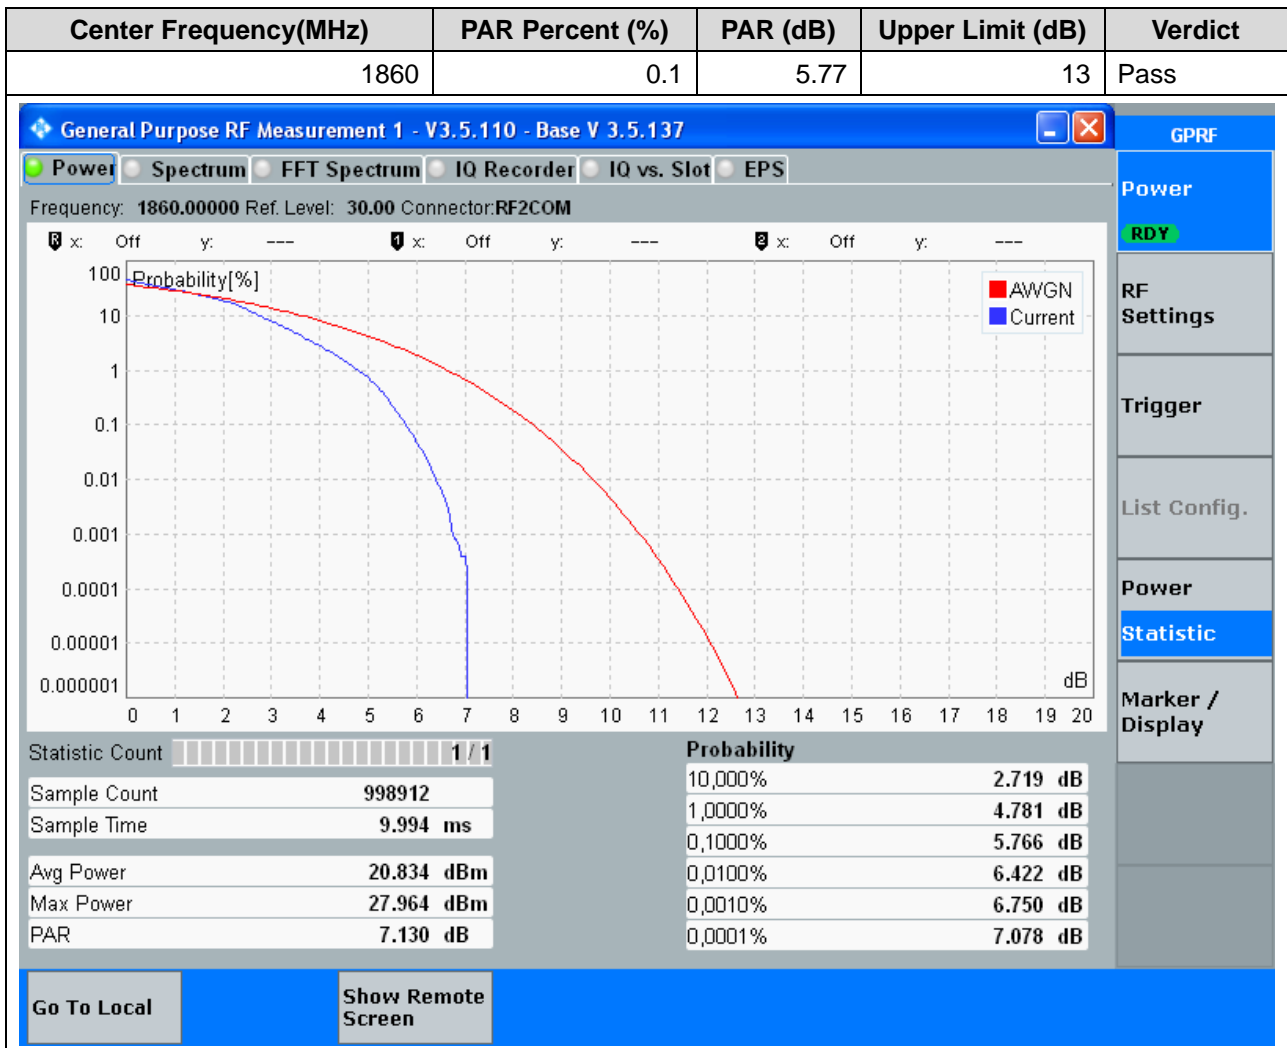 Center Frequency(MHz) PAR Percent (%) PAR (dB) Upper Limit (dB) Verdict
1860 0.1 5.77 13 Pass
General Purpose RF Measurement 1 - V3.5.110 - Base V 3.5.137
GPRF
Power Spectrum FFT Spectrum IQ Recorder IQ vs. Slot EPS
Power
RDY
Frequency: 1860.00000 Ref. Level: 30.00 Connector:RF2COM
R x: Off y: --- 1 x: Off y: --- 2 x: Off y: ---
Probability[%]
AWGN
Current
100
10
1
0.1
0.01
0.001
0.0001
0.00001
0.000001
dB
0 1 2 3 4 5 6 7 8 9 10 11 12 13 14 15 16 17 18 19 20
RF
Settings
Trigger
List Config.
Power
Statistic
Marker /
Display
Statistic Count 1 / 1
Sample Count 998912
Sample Time 9.994 ms
Avg Power 20.834 dBm
Max Power 27.964 dBm
PAR 7.130 dB
Probability
10,000% 2.719 dB
1,0000% 4.781 dB
0,1000% 5.766 dB
0,0100% 6.422 dB
0,0010% 6.750 dB
0,0001% 7.078 dB
Go To Local
Show Remote
Screen